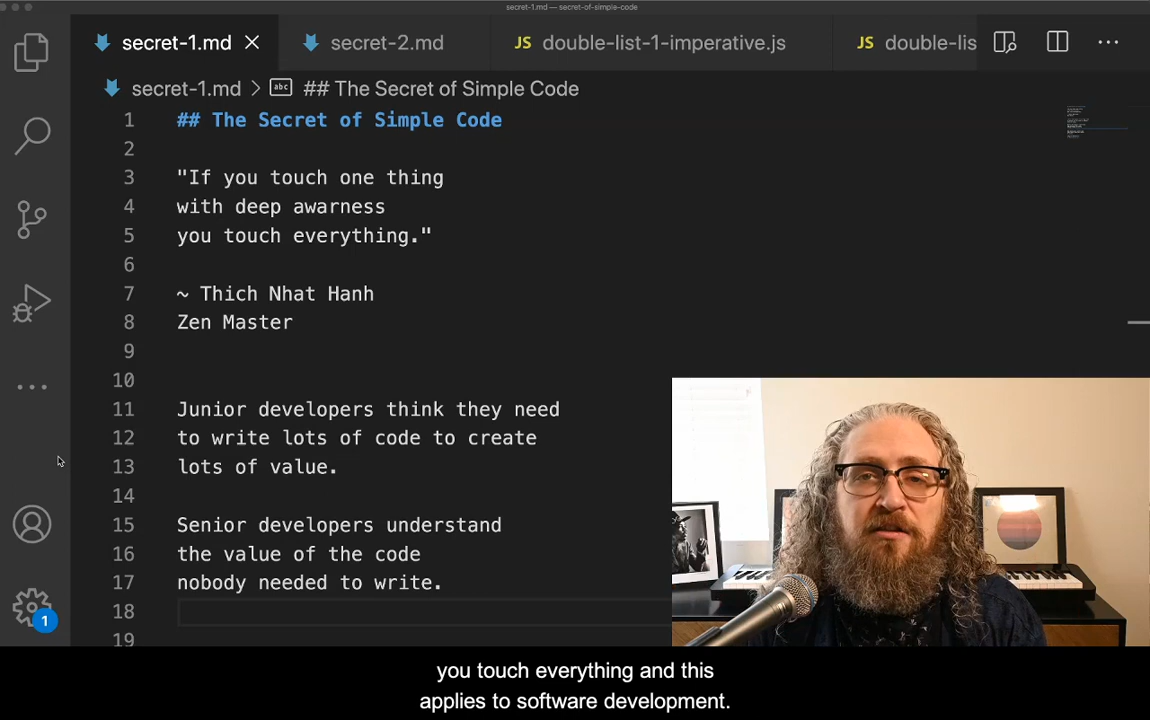 secret-1.md — secret-of-simple-code
secret-1.md
secret-2.md
JS double-list-1-imperative.js
JS double-lis
secret-1.md > abc ## The Secret of Simple Code
1 ## The Secret of Simple Code
2
3 "If you touch one thing
4 with deep awarness
5 you touch everything."
6
7 ~ Thich Nhat Hanh
8 Zen Master
9
10
11 Junior developers think they need
12 to write lots of code to create
13 lots of value.
14
15 Senior developers understand
16 the value of the code
17 nobody needed to write.
18
19
1
you touch everything and this
applies to software development.